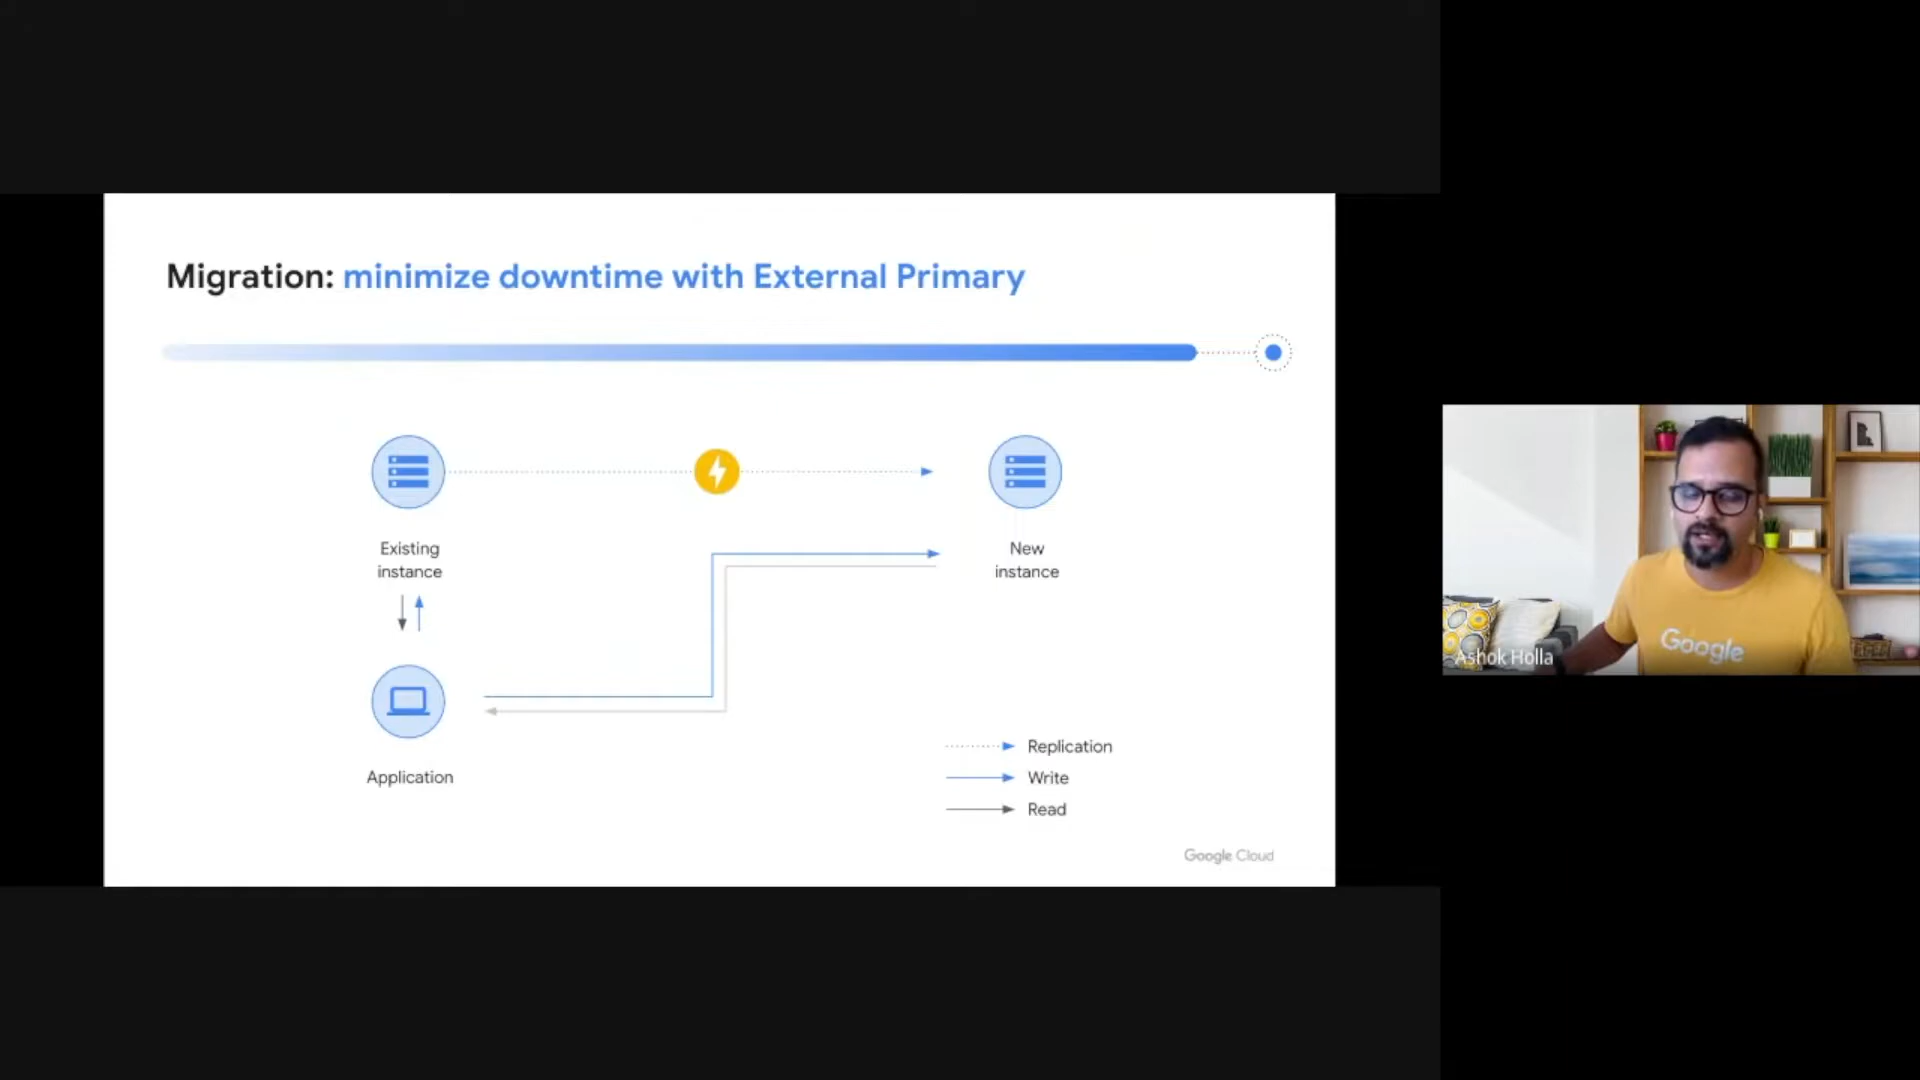 Migration: minimize downtime with External Primary
Existing
instance
New
instance
Application
Replication
Write
Read
Google Cloud
Google
Ashok Holla